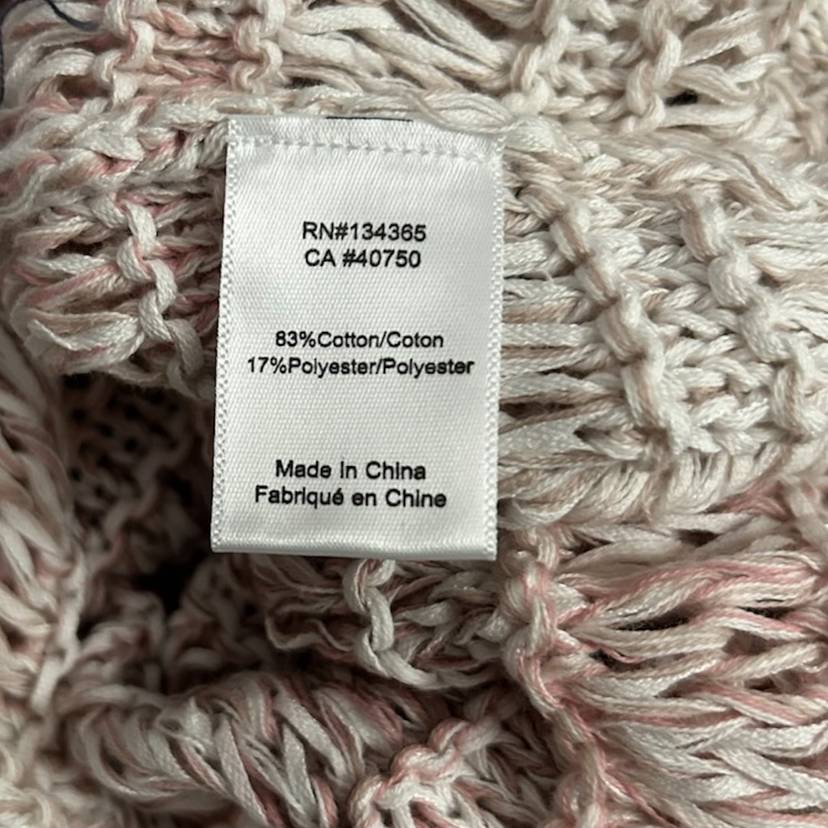 RN#134365
CA #40750
83%Cotton/Coton
17%Polyester/Polyester
Made in China
Fabriqué en Chine